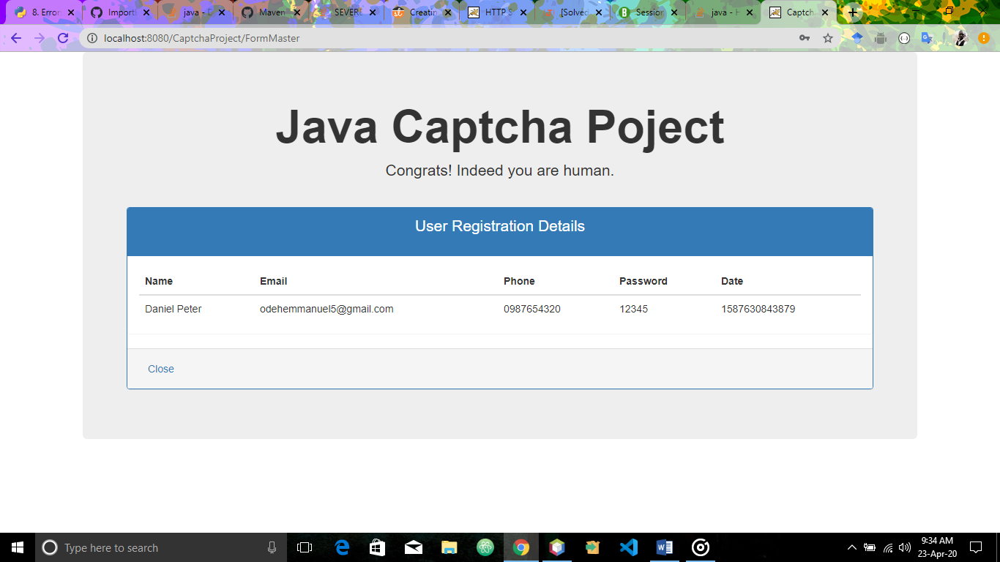 8. Error
Importi
java - D
Maven
SEVERE
Creatin
HTTP S
[Solved
Session
java - H
Captch
localhost:8080/CaptchaProject/FormMaster
Java Captcha Poject
Congrats! Indeed you are human.
User Registration Details
Name Email Phone Password Date
Daniel Peter odehemmanuel5@gmail.com 0987654320 12345 1587630843879
Close
Type here to search
9:34 AM
23-Apr-20